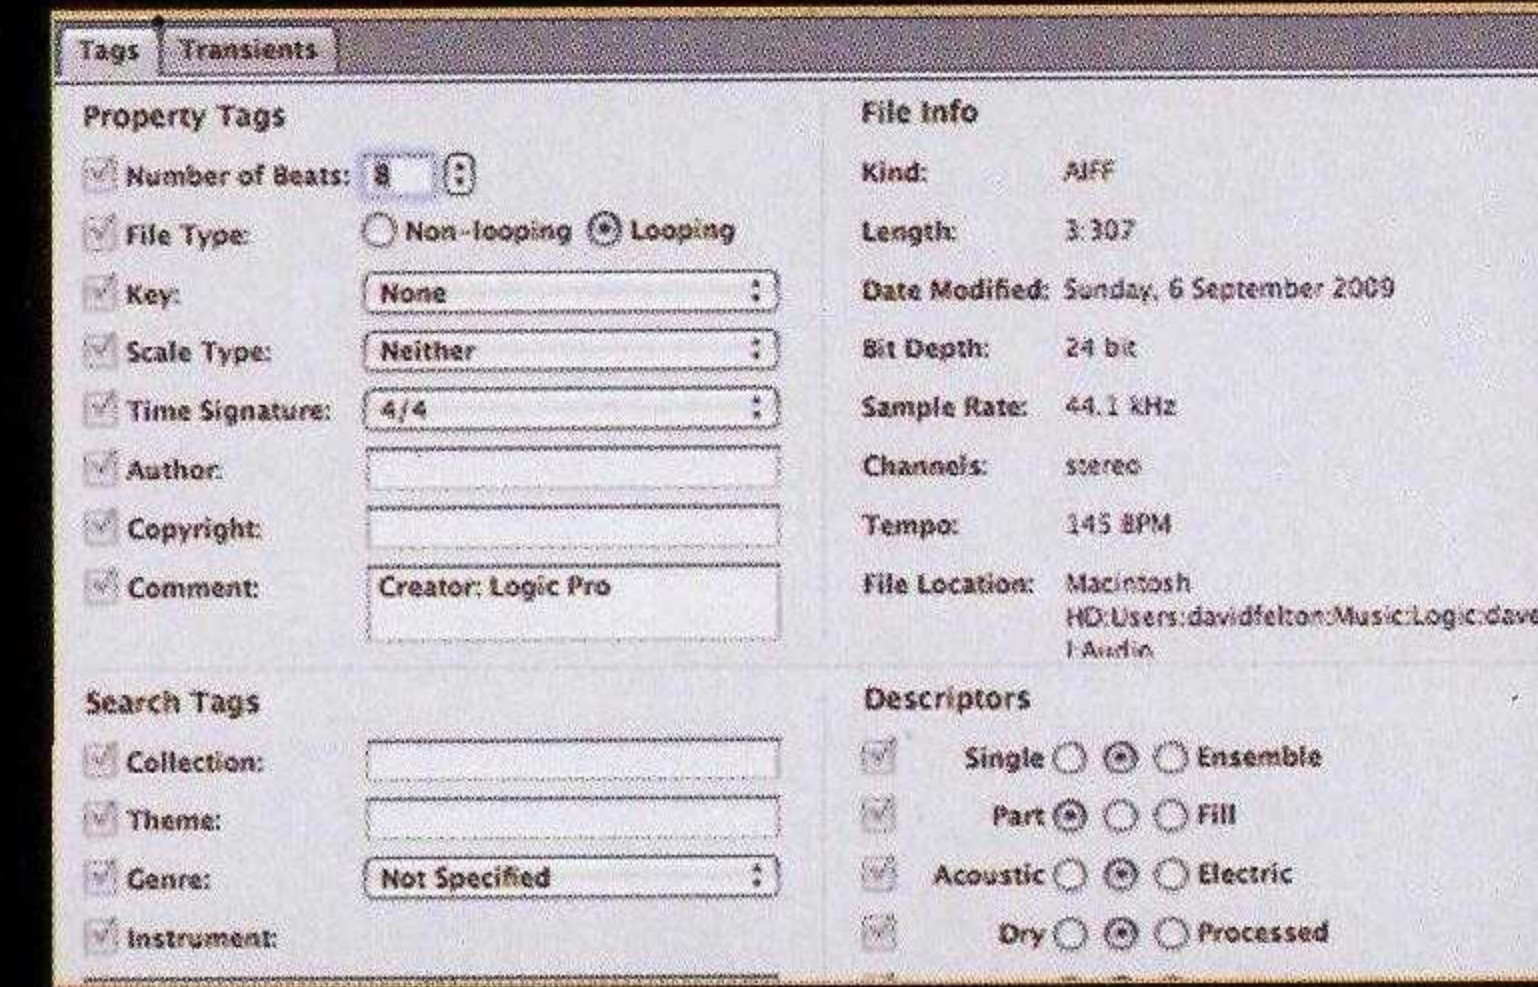 Tags Transients
Property Tags
Number of Beats: 8
File Type: Non-looping Looping
Key: None
Scale Type: Neither
Time Signature: 4/4
Author:
Copyright:
Comment: Creator: Logic Pro
File Info
Kind: AIFF
Length: 3:307
Date Modified: Sunday, 6 September 2009
Bit Depth: 24 bit
Sample Rate: 44.1 kHz
Channels: stereo
Tempo: 145 BPM
File Location: Macintosh
HD:Users:davidfelton:Music:Logic:dave
l Audio
Search Tags
Collection:
Theme:
Genre: Not Specified
Instrument:
Descriptors
Single Ensemble
Part Fill
Acoustic Electric
Dry Processed